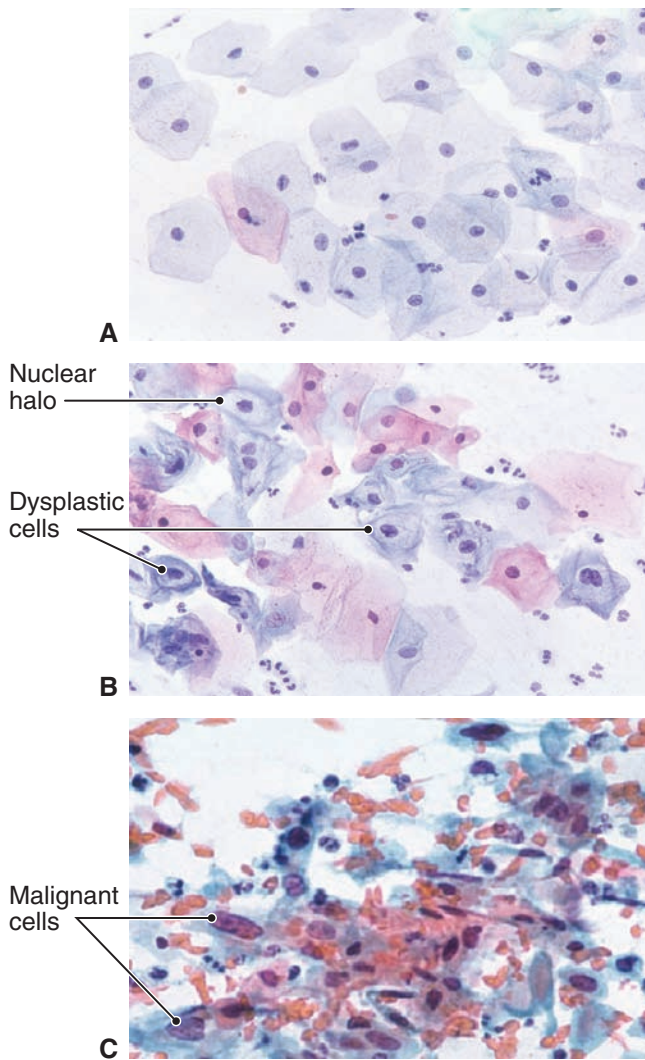 A
Nuclear
halo
Dysplastic
cells
B
Malignant
cells
C